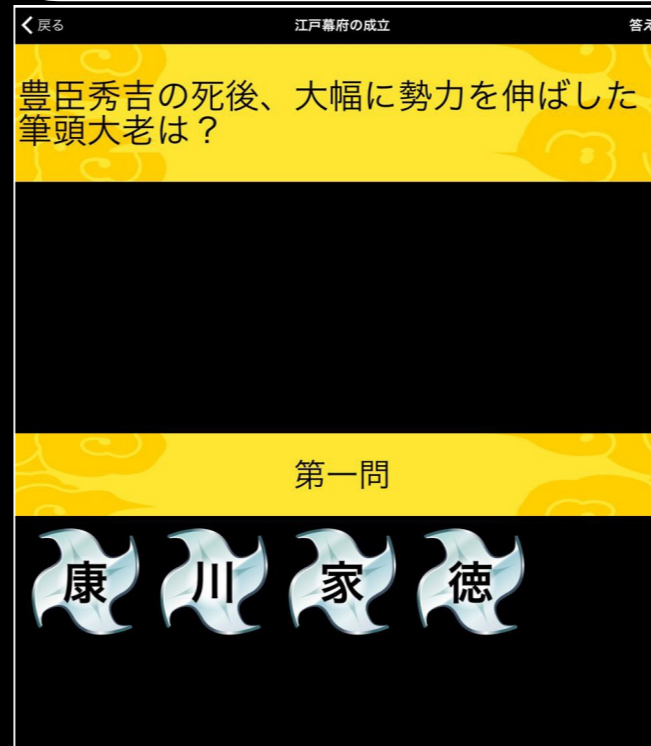 戻る
江戸幕府の成立
答え
豊臣秀吉の死後、大幅に勢力を伸ばした
筆頭大老は？
第一問
康
川
家
徳